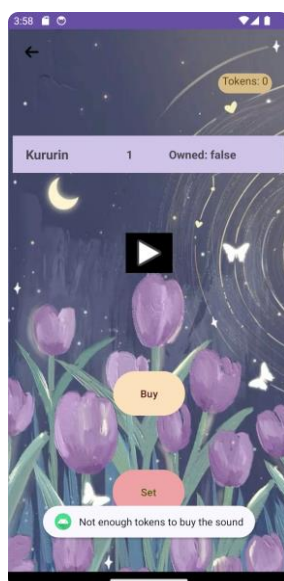 3:58
Tokens: 0
Kururin 1 Owned: false
Buy
Set
Not enough tokens to buy the sound